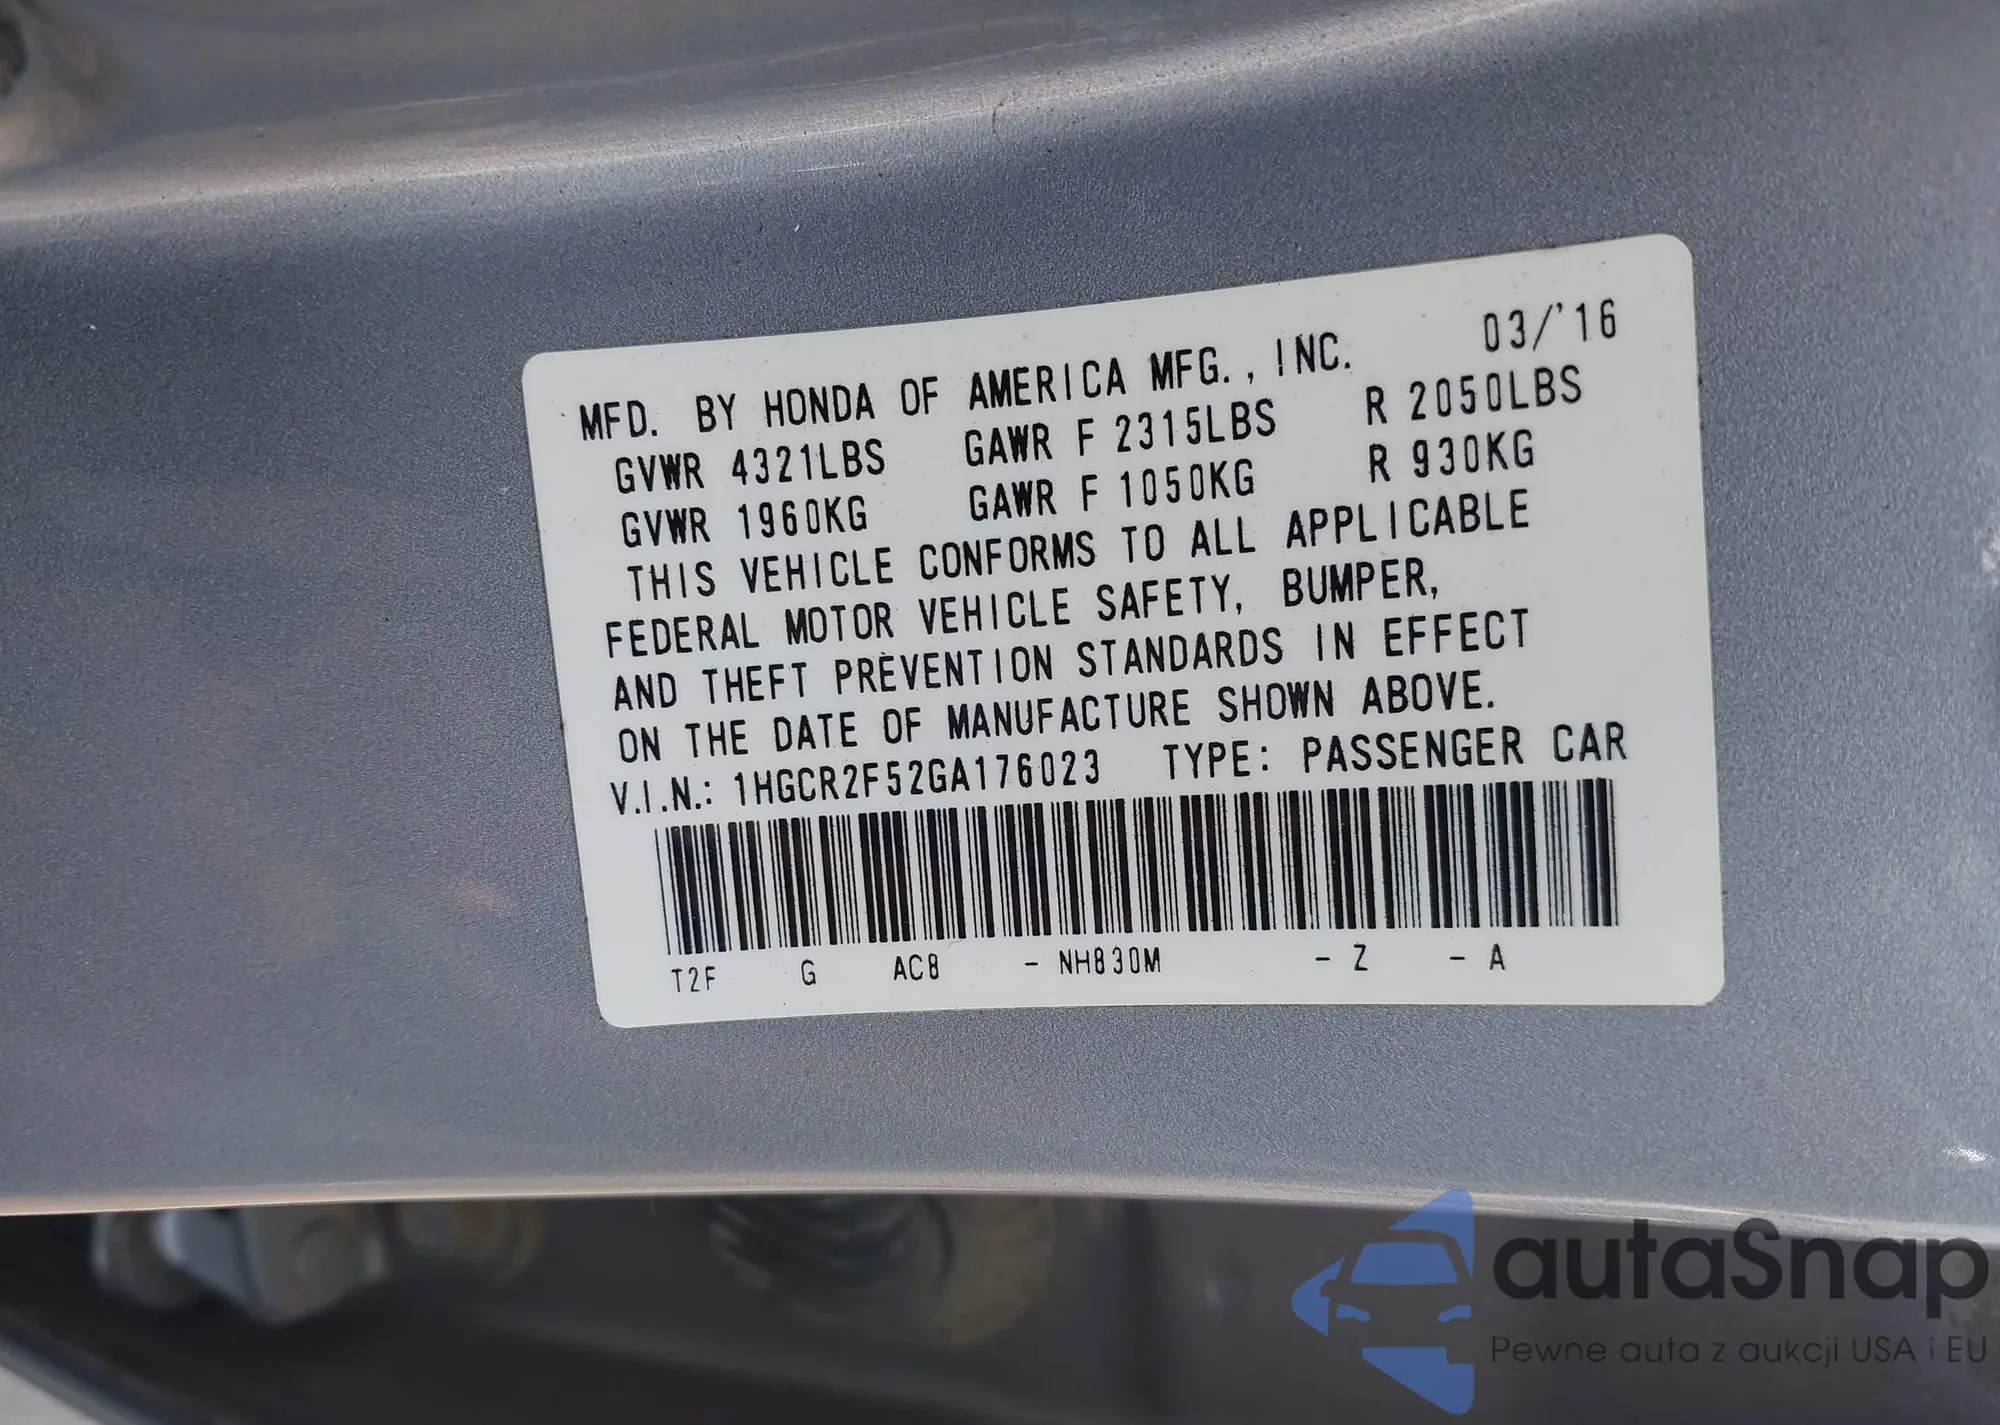 MFD. BY HONDA OF AMERICA MFG., INC. 03/'16
GVWR 4321LBS GAWR F 2315LBS R 2050LBS
GVWR 1960KG GAWR F 1050KG R 930KG
THIS VEHICLE CONFORMS TO ALL APPLICABLE
FEDERAL MOTOR VEHICLE SAFETY, BUMPER,
AND THEFT PREVENTION STANDARDS IN EFFECT
ON THE DATE OF MANUFACTURE SHOWN ABOVE.
V.I.N.: 1HGCR2F52GA176023 TYPE: PASSENGER CAR
T2F G AC8 - NH830M - Z - A
autaSnap
Pewne auta z aukcji USA i EU